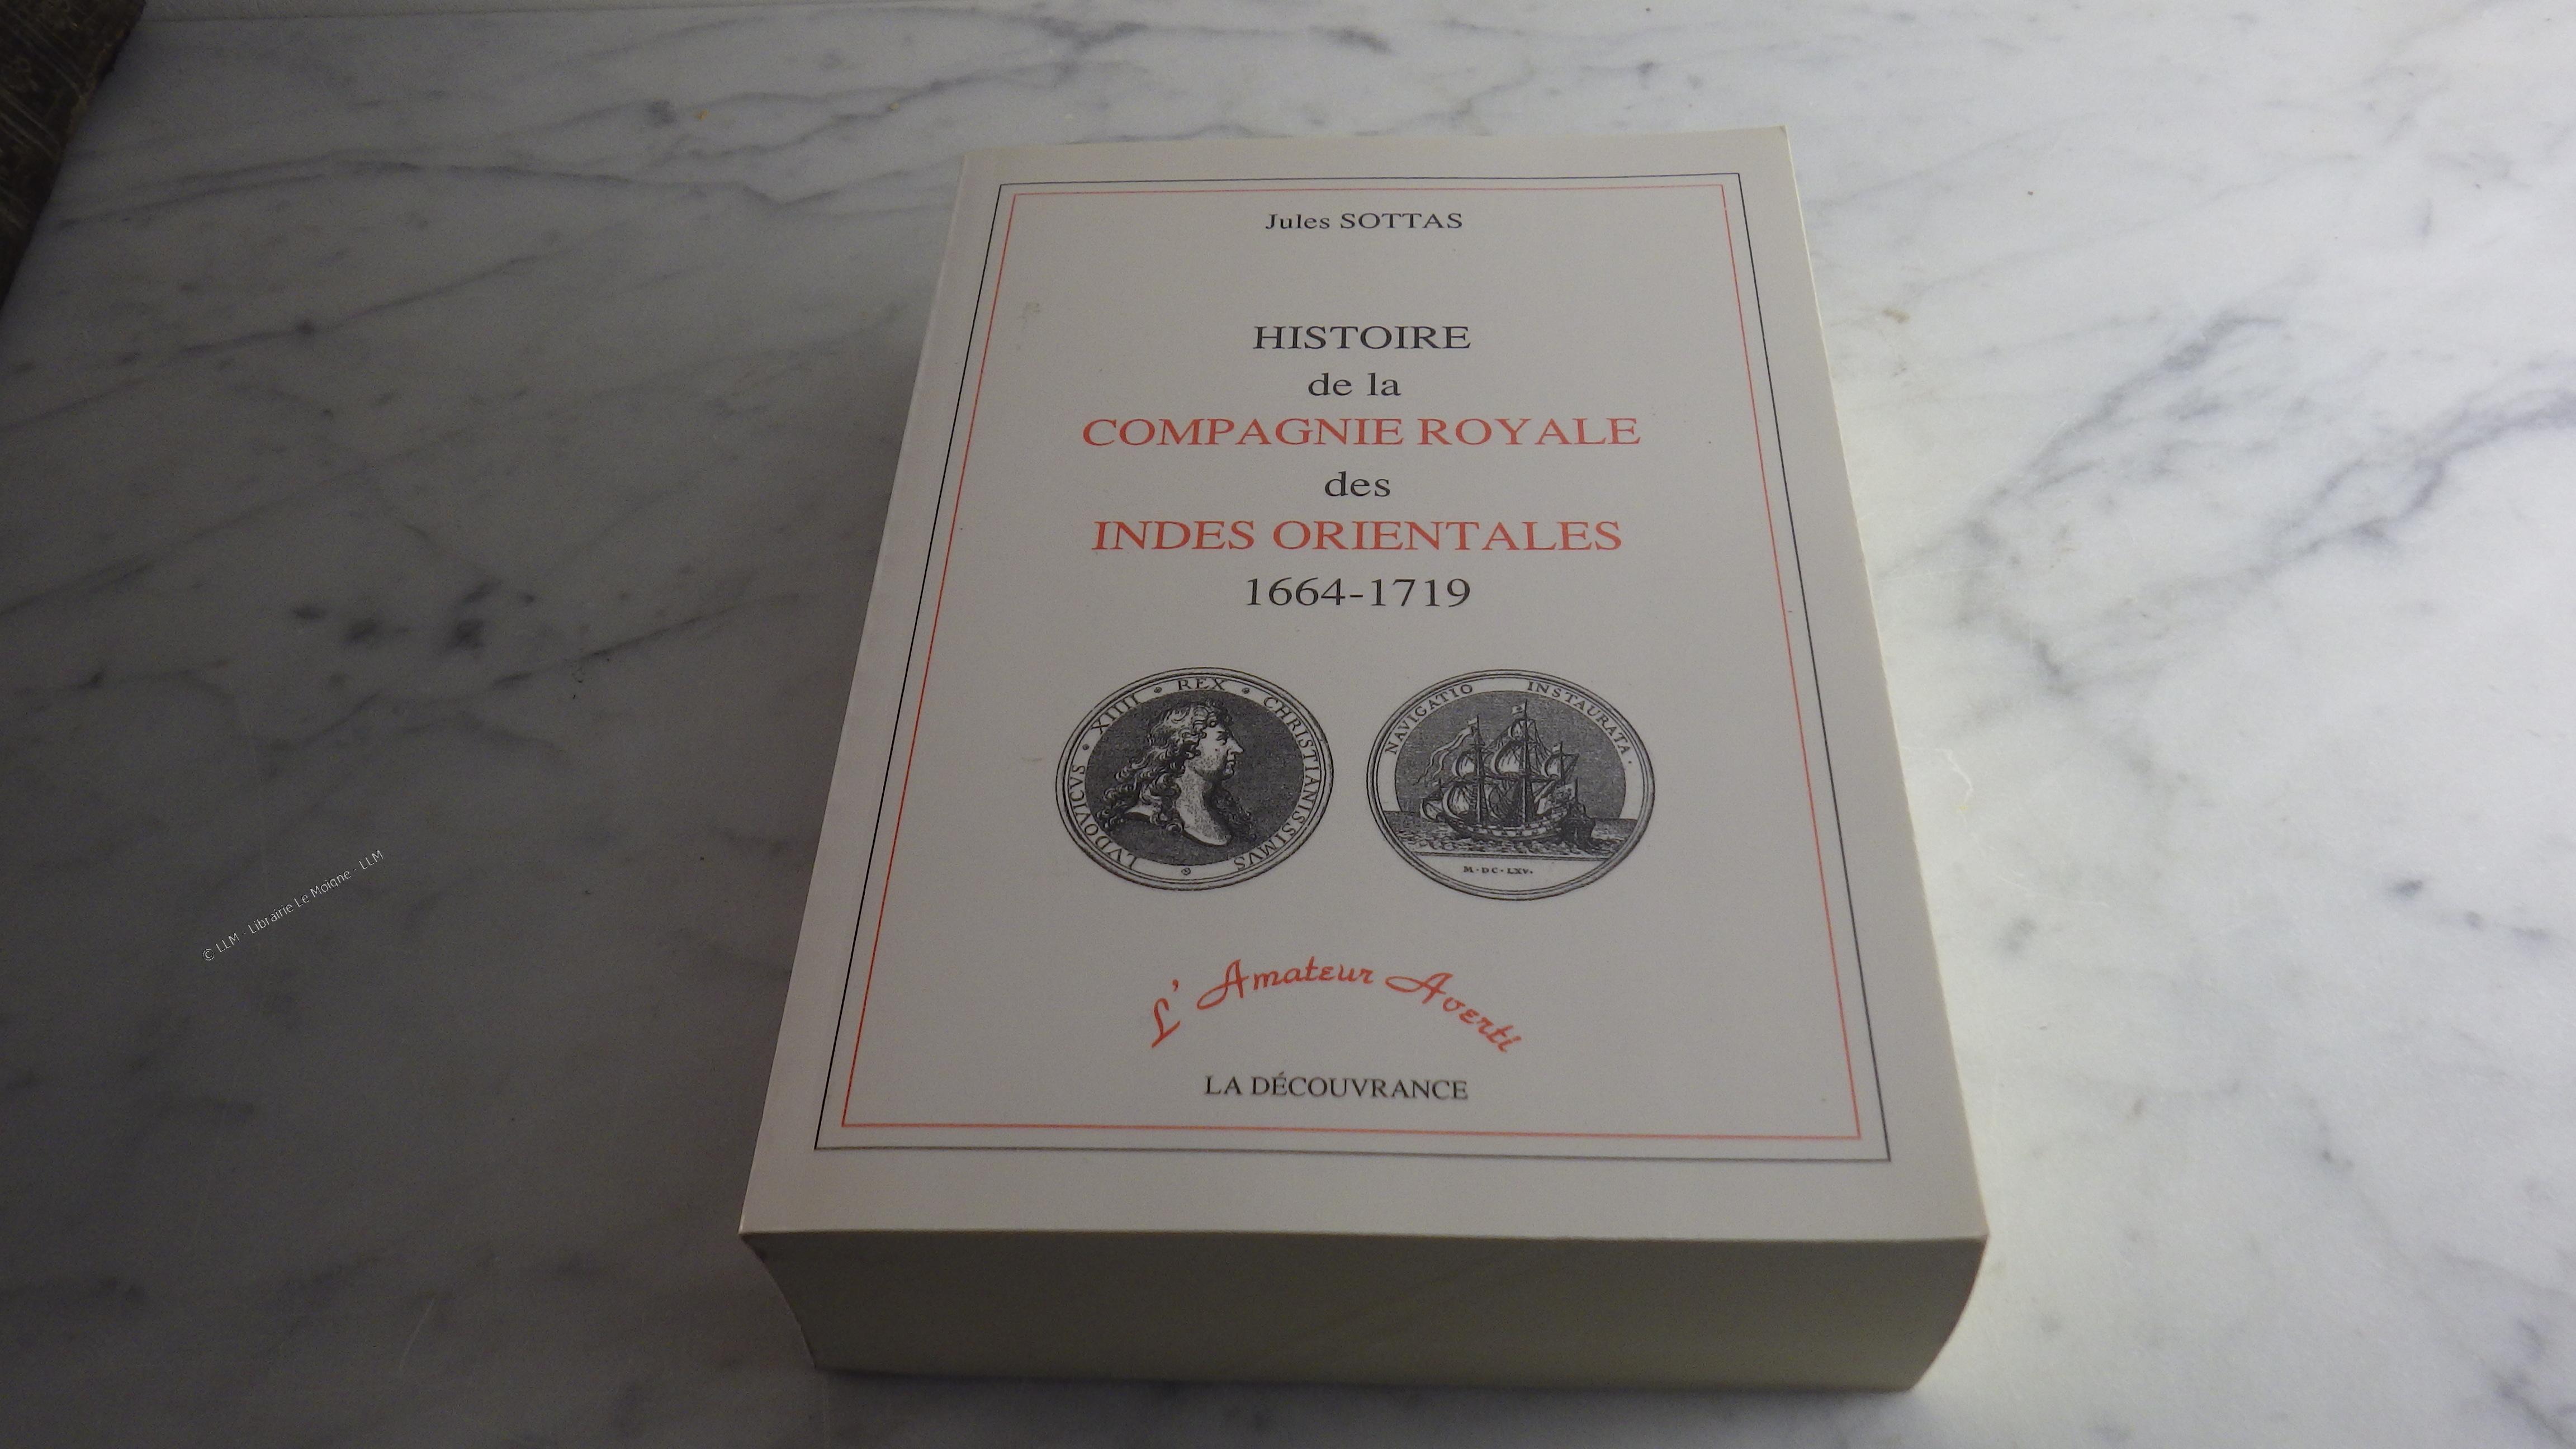 Jules SOTTAS
HISTOIRE
de la
COMPAGNIE ROYALE
des
INDES ORIENTALES
1664-1719
LVDOVICVS • XIIII • REX • CHRISTIANISSIMVS
NAVIGATIO INSTAURATA.
M·DC·LXV.
L'Amateur Averti
LA DÉCOUVRANCE
© LLM - Librairie Le Moigne - LLM